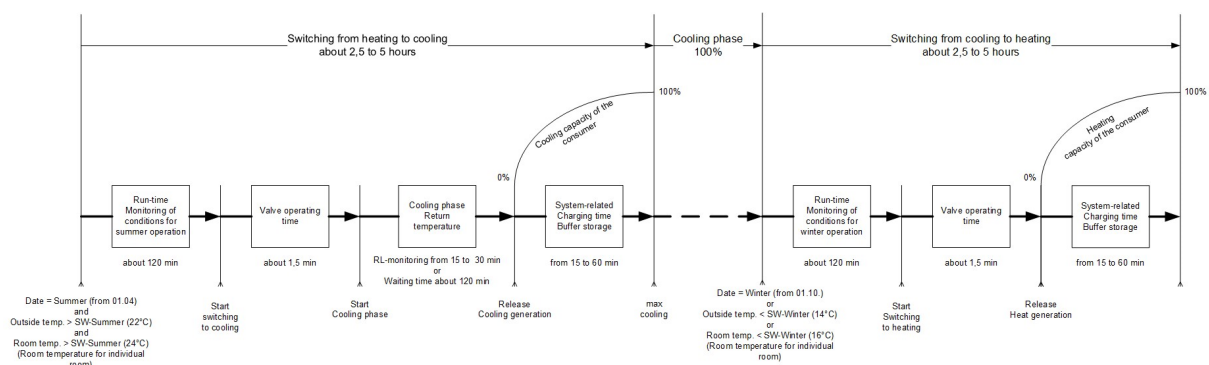 Switching from heating to cooling
about 2,5 to 5 hours
Cooling phase
100%
Switching from cooling to heating
about 2,5 to 5 hours
100%
Cooling capacity of the
consumer
0%
100%
Heating
capacity of the consumer
0%
Run-time
Monitoring of
conditions for
summer operation
Valve operating
time
Cooling phase
Return
temperature
System-related
Charging time
Buffer storage
Run-time
Monitoring of
conditions for
winter operation
Valve operating
time
System-related
Charging time
Buffer storage
about 120 min
about 1,5 min
RL-monitoring from 15 to 30 min
or
Waiting time about 120 min
from 15 to 60 min
about 120 min
about 1,5 min
from 15 to 60 min
Date = Summer (from 01.04)
and
Outside temp. > SW-Summer (22°C)
and
Room temp. > SW-Summer (24°C)
(Room temperature for individual
room)
Start
switching
to cooling
Start
Cooling phase
Release
Cooling generation
max
cooling
Date = Winter (from 01.10.)
or
Outside temp. < SW-Winter (14°C)
or
Room temp. < SW-Winter (16°C)
(Room temperature for individual
room)
Start
Switching
to heating
Release
Heat generation